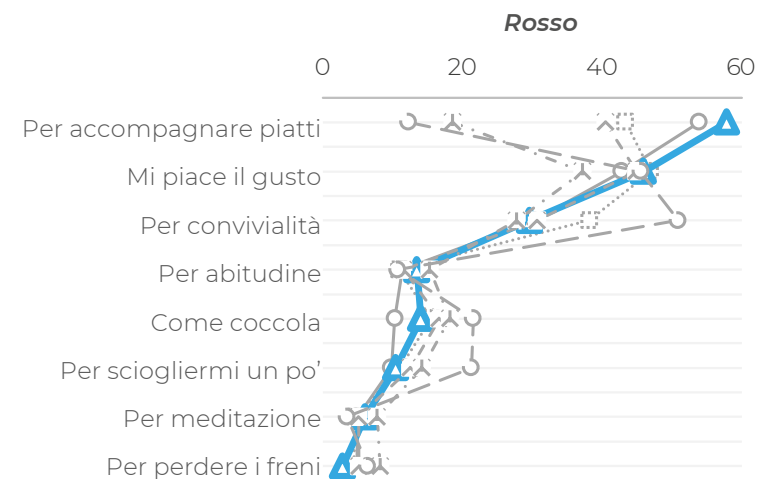 Rosso
0 20 40 60
Per accompagnare piatti
Mi piace il gusto
Per convivialità
Per abitudine
Come coccola
Per sciogliermi un po’
Per meditazione
Per perdere i freni